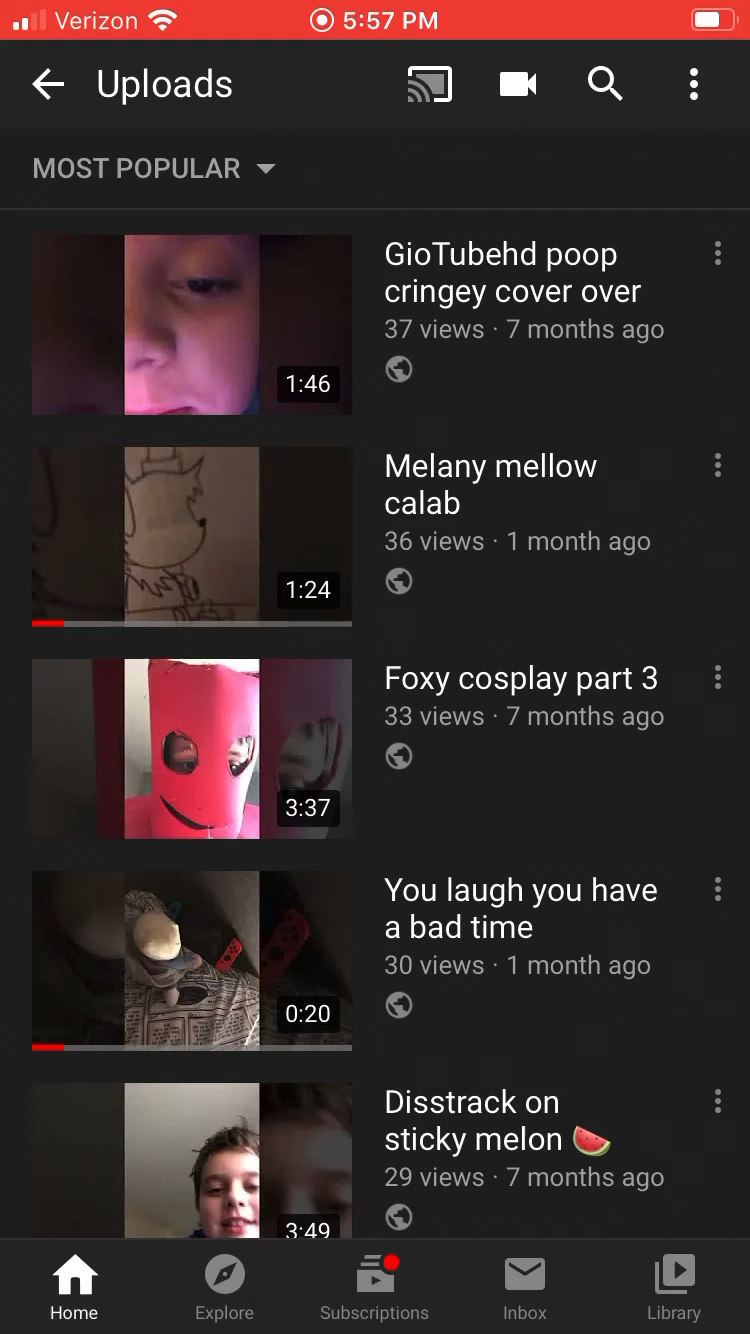 Verizon 5:57 PM
Uploads
MOST POPULAR
GioTubehd poop
cringey cover over
37 views · 7 months ago
1:46
Melany mellow
calab
36 views · 1 month ago
1:24
Foxy cosplay part 3
33 views · 7 months ago
3:37
You laugh you have
a bad time
30 views · 1 month ago
0:20
Disstrack on
sticky melon 🍉
29 views · 7 months ago
3:49
Home Explore Subscriptions Inbox Library